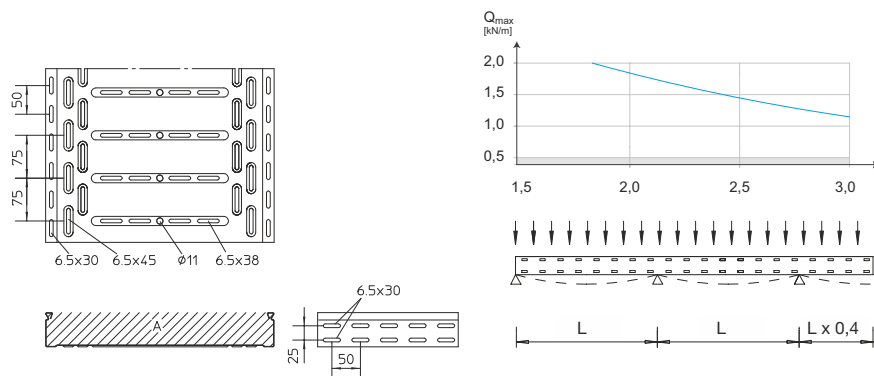 50
75
75
6.5x30
6.5x45
ø11
6.5x38
A
6.5x30
25
50
Qmax
[kN/m]
2,0
1,5
1,0
0,5
1,5
2,0
2,5
3,0
L
L
L x 0,4